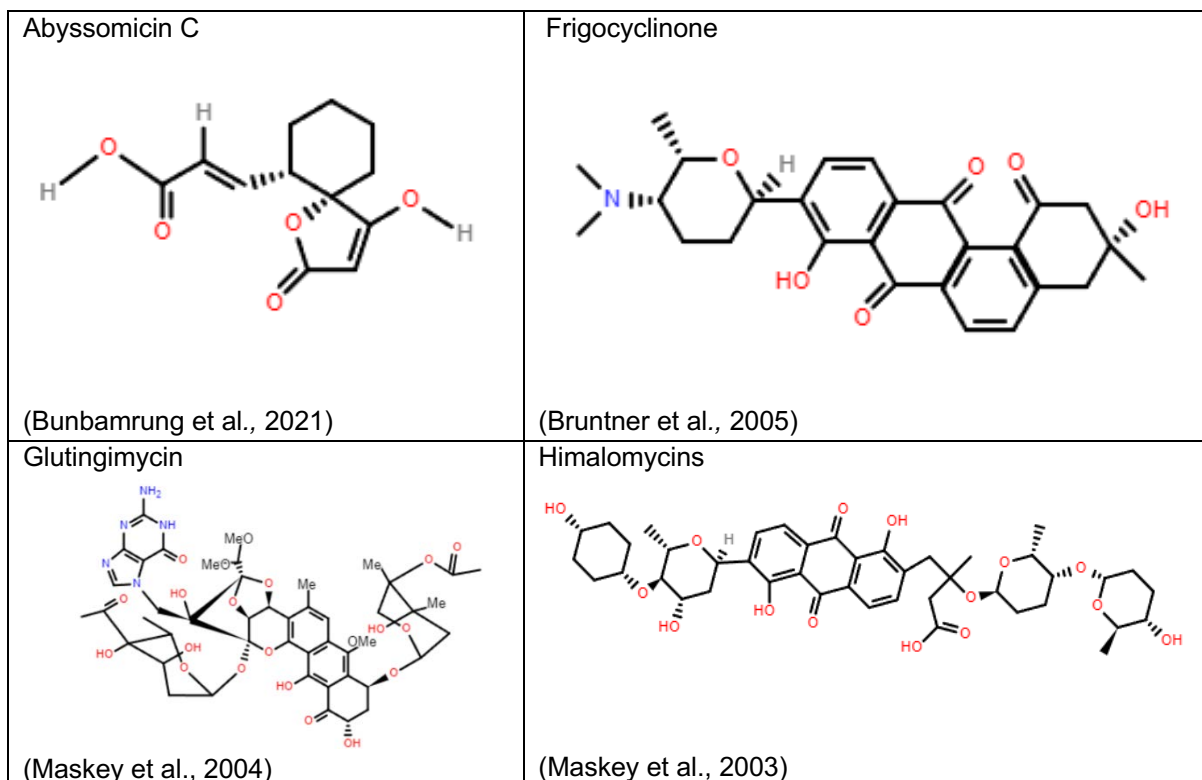 Abyssomicin C
H
O
H
O
O
O
H
O
(Bunbamrung et al., 2021)
Frigocyclinone
O
H
O
O
N
OH
HO
O
(Bruntner et al., 2005)
Glutingimycin
NH₂
N
NH
MeO
O
N
O
MeO
O
Me
O
N
N
HO
O
Me
O
Me
HO
O
OMe
HO
OH
O
O
O
O
O
HO
O
OH
(Maskey et al., 2004)
Himalomycins
HO
O
OH
O
H
O
O
O
O
O
HO
OH
O
HO
O
OH
(Maskey et al., 2003)